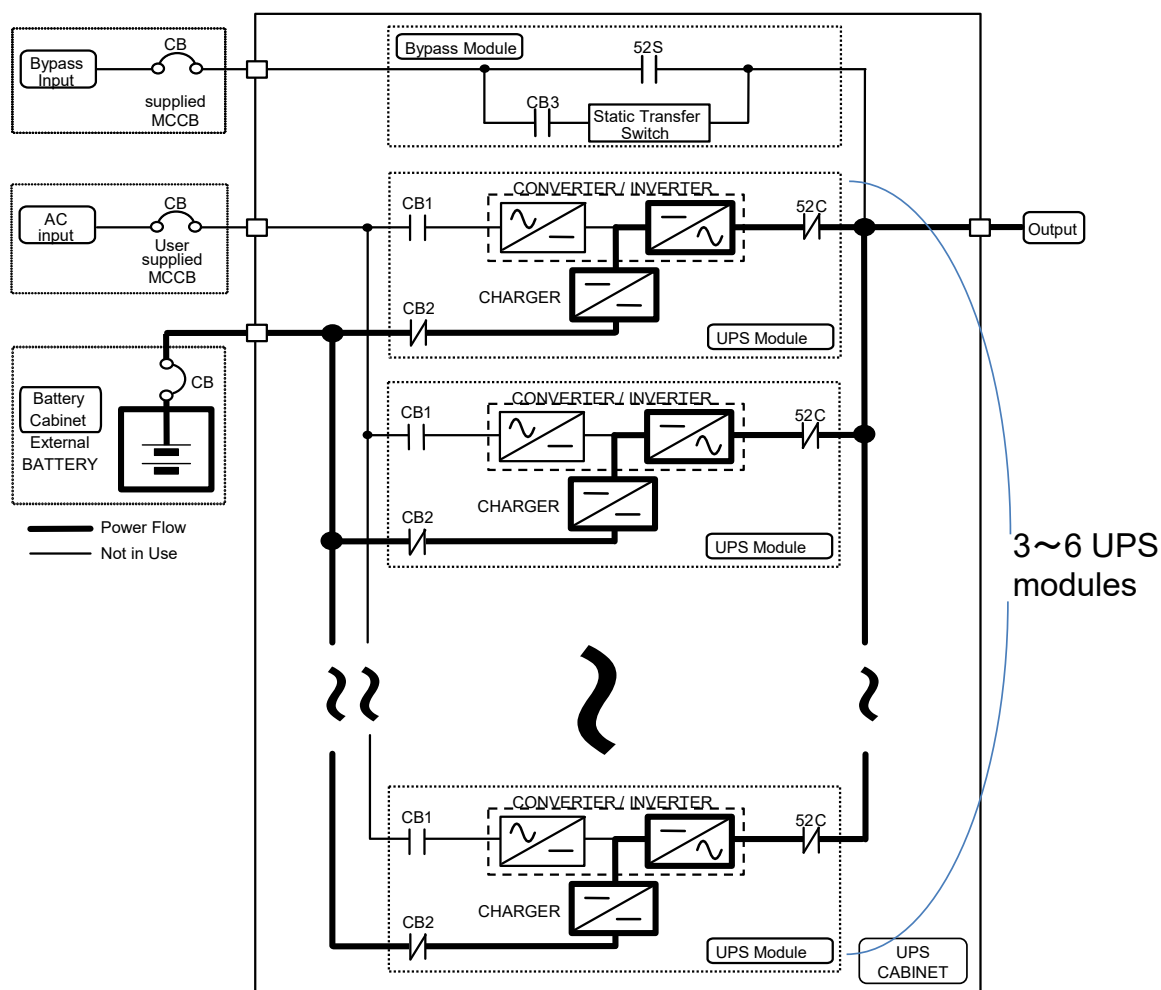 Bypass Module
52S
CB
Bypass
Input
supplied
MCCB
CB3
Static Transfer
Switch
CONVERTER / INVERTER
CB
CB1
52C
AC
input
User
supplied
MCCB
Output
CHARGER
CB2
UPS Module
CB
Battery
Cabinet
External
BATTERY
CONVERTER / INVERTER
CB1
52C
CHARGER
CB2
UPS Module
Power Flow
Not in Use
3～6 UPS
modules
CONVERTER / INVERTER
CB1
52C
CHARGER
CB2
UPS Module
UPS
CABINET